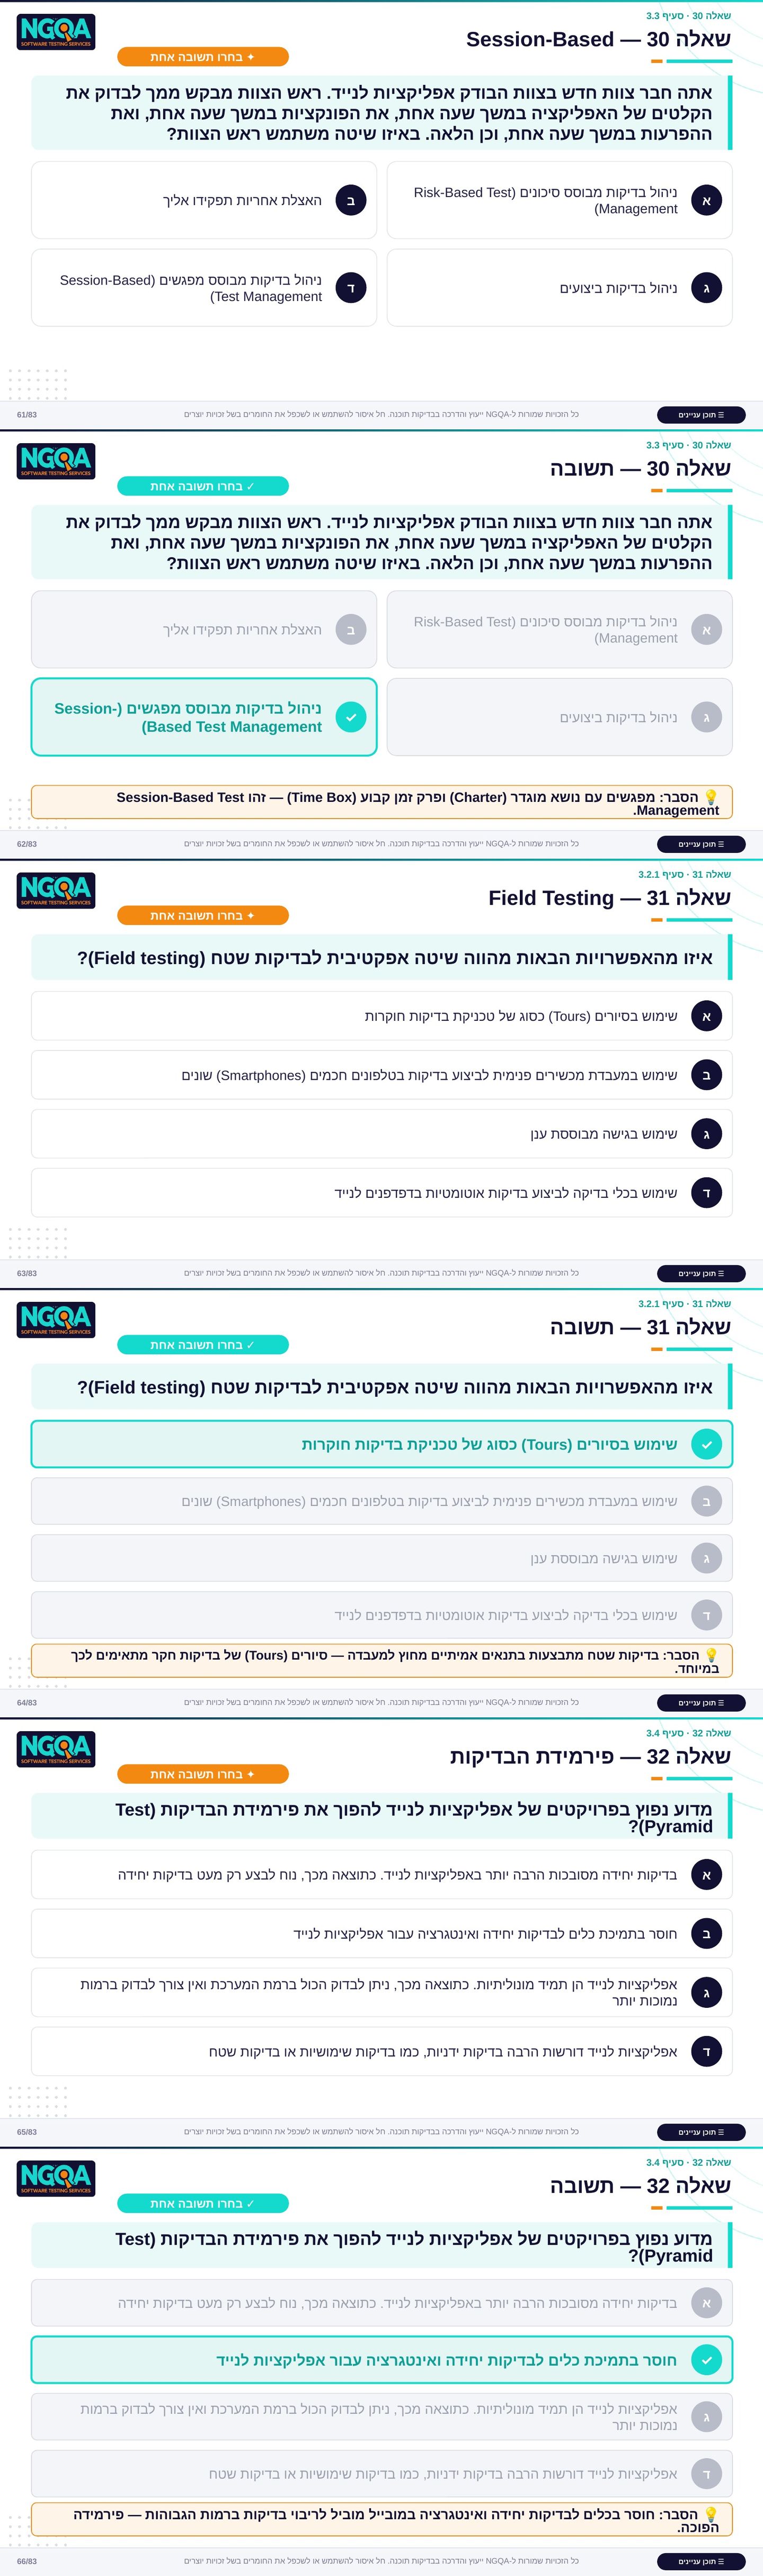 שאלה 30 · סעיף 3.3
שאלה 30 — Session-Based
NGQA
SOFTWARE TESTING SERVICES
✦ בחרו תשובה אחת
אתה חבר צוות חדש בצוות הבודק אפליקציות לנייד. ראש הצוות מבקש ממך לבדוק את
הקלטים של האפליקציה במשך שעה אחת, את הפונקציות במשך שעה אחת, ואת
ההפרעות במשך שעה אחת, וכן הלאה. באיזו שיטה משתמש ראש הצוות?
א
ניהול בדיקות מבוסס סיכונים (Risk-Based Test
Management)
ב
האצלת אחריות תפקידו אליך
ג
ניהול בדיקות ביצועים
ד
ניהול בדיקות מבוסס מפגשים (Session-Based
Test Management)
☰ תוכן עניינים
כל הזכויות שמורות ל-NGQA ייעוץ והדרכה בבדיקות תוכנה. חל איסור להשתמש או לשכפל את החומרים בשל זכויות יוצרים
61/83
שאלה 30 · סעיף 3.3
שאלה 30 — תשובה
NGQA
SOFTWARE TESTING SERVICES
✓ בחרו תשובה אחת
אתה חבר צוות חדש בצוות הבודק אפליקציות לנייד. ראש הצוות מבקש ממך לבדוק את
הקלטים של האפליקציה במשך שעה אחת, את הפונקציות במשך שעה אחת, ואת
ההפרעות במשך שעה אחת, וכן הלאה. באיזו שיטה משתמש ראש הצוות?
א
ניהול בדיקות מבוסס סיכונים (Risk-Based Test
Management)
ב
האצלת אחריות תפקידו אליך
ג
ניהול בדיקות ביצועים
✓
ניהול בדיקות מבוסס מפגשים (Session-
Based Test Management)
💡 הסבר: מפגשים עם נושא מוגדר (Charter) ופרק זמן קבוע (Time Box) — זהו Session-Based Test
Management.
☰ תוכן עניינים
כל הזכויות שמורות ל-NGQA ייעוץ והדרכה בבדיקות תוכנה. חל איסור להשתמש או לשכפל את החומרים בשל זכויות יוצרים
62/83
שאלה 31 · סעיף 3.2.1
שאלה 31 — Field Testing
NGQA
SOFTWARE TESTING SERVICES
✦ בחרו תשובה אחת
איזו מהאפשרויות הבאות מהווה שיטה אפקטיבית לבדיקות שטח (Field testing)?
א
שימוש בסיורים (Tours) כסוג של טכניקת בדיקות חוקרות
ב
שימוש במעבדת מכשירים פנימית לביצוע בדיקות בטלפונים חכמים (Smartphones) שונים
ג
שימוש בגישה מבוססת ענן
ד
שימוש בכלי בדיקה לביצוע בדיקות אוטומטיות בדפדפנים לנייד
☰ תוכן עניינים
כל הזכויות שמורות ל-NGQA ייעוץ והדרכה בבדיקות תוכנה. חל איסור להשתמש או לשכפל את החומרים בשל זכויות יוצרים
63/83
שאלה 31 · סעיף 3.2.1
שאלה 31 — תשובה
NGQA
SOFTWARE TESTING SERVICES
✓ בחרו תשובה אחת
איזו מהאפשרויות הבאות מהווה שיטה אפקטיבית לבדיקות שטח (Field testing)?
✓
שימוש בסיורים (Tours) כסוג של טכניקת בדיקות חוקרות
ב
שימוש במעבדת מכשירים פנימית לביצוע בדיקות בטלפונים חכמים (Smartphones) שונים
ג
שימוש בגישה מבוססת ענן
ד
שימוש בכלי בדיקה לביצוע בדיקות אוטומטיות בדפדפנים לנייד
💡 הסבר: בדיקות שטח מתבצעות בתנאים אמיתיים מחוץ למעבדה — סיורים (Tours) של בדיקות חקר מתאימים לכך
במיוחד.
☰ תוכן עניינים
כל הזכויות שמורות ל-NGQA ייעוץ והדרכה בבדיקות תוכנה. חל איסור להשתמש או לשכפל את החומרים בשל זכויות יוצרים
64/83
שאלה 32 · סעיף 3.4
שאלה 32 — פירמידת הבדיקות
NGQA
SOFTWARE TESTING SERVICES
✦ בחרו תשובה אחת
מדוע נפוץ בפרויקטים של אפליקציות לנייד להפוך את פירמידת הבדיקות (Test
Pyramid)?
א
בדיקות יחידה מסובכות הרבה יותר באפליקציות לנייד. כתוצאה מכך, נוח לבצע רק מעט בדיקות יחידה
ב
חוסר בתמיכת כלים לבדיקות יחידה ואינטגרציה עבור אפליקציות לנייד
ג
אפליקציות לנייד הן תמיד מונוליתיות. כתוצאה מכך, ניתן לבדוק הכול ברמת המערכת ואין צורך לבדוק ברמות
נמוכות יותר
ד
אפליקציות לנייד דורשות הרבה בדיקות ידניות, כמו בדיקות שימושיות או בדיקות שטח
☰ תוכן עניינים
כל הזכויות שמורות ל-NGQA ייעוץ והדרכה בבדיקות תוכנה. חל איסור להשתמש או לשכפל את החומרים בשל זכויות יוצרים
65/83
שאלה 32 · סעיף 3.4
שאלה 32 — תשובה
NGQA
SOFTWARE TESTING SERVICES
✓ בחרו תשובה אחת
מדוע נפוץ בפרויקטים של אפליקציות לנייד להפוך את פירמידת הבדיקות (Test
Pyramid)?
א
בדיקות יחידה מסובכות הרבה יותר באפליקציות לנייד. כתוצאה מכך, נוח לבצע רק מעט בדיקות יחידה
✓
חוסר בתמיכת כלים לבדיקות יחידה ואינטגרציה עבור אפליקציות לנייד
ג
אפליקציות לנייד הן תמיד מונוליתיות. כתוצאה מכך, ניתן לבדוק הכול ברמת המערכת ואין צורך לבדוק ברמות
נמוכות יותר
ד
אפליקציות לנייד דורשות הרבה בדיקות ידניות, כמו בדיקות שימושיות או בדיקות שטח
💡 הסבר: חוסר בכלים לבדיקות יחידה ואינטגרציה במובייל מוביל לריבוי בדיקות ברמות הגבוהות — פירמידה
הפוכה.
☰ תוכן עניינים
כל הזכויות שמורות ל-NGQA ייעוץ והדרכה בבדיקות תוכנה. חל איסור להשתמש או לשכפל את החומרים בשל זכויות יוצרים
66/83